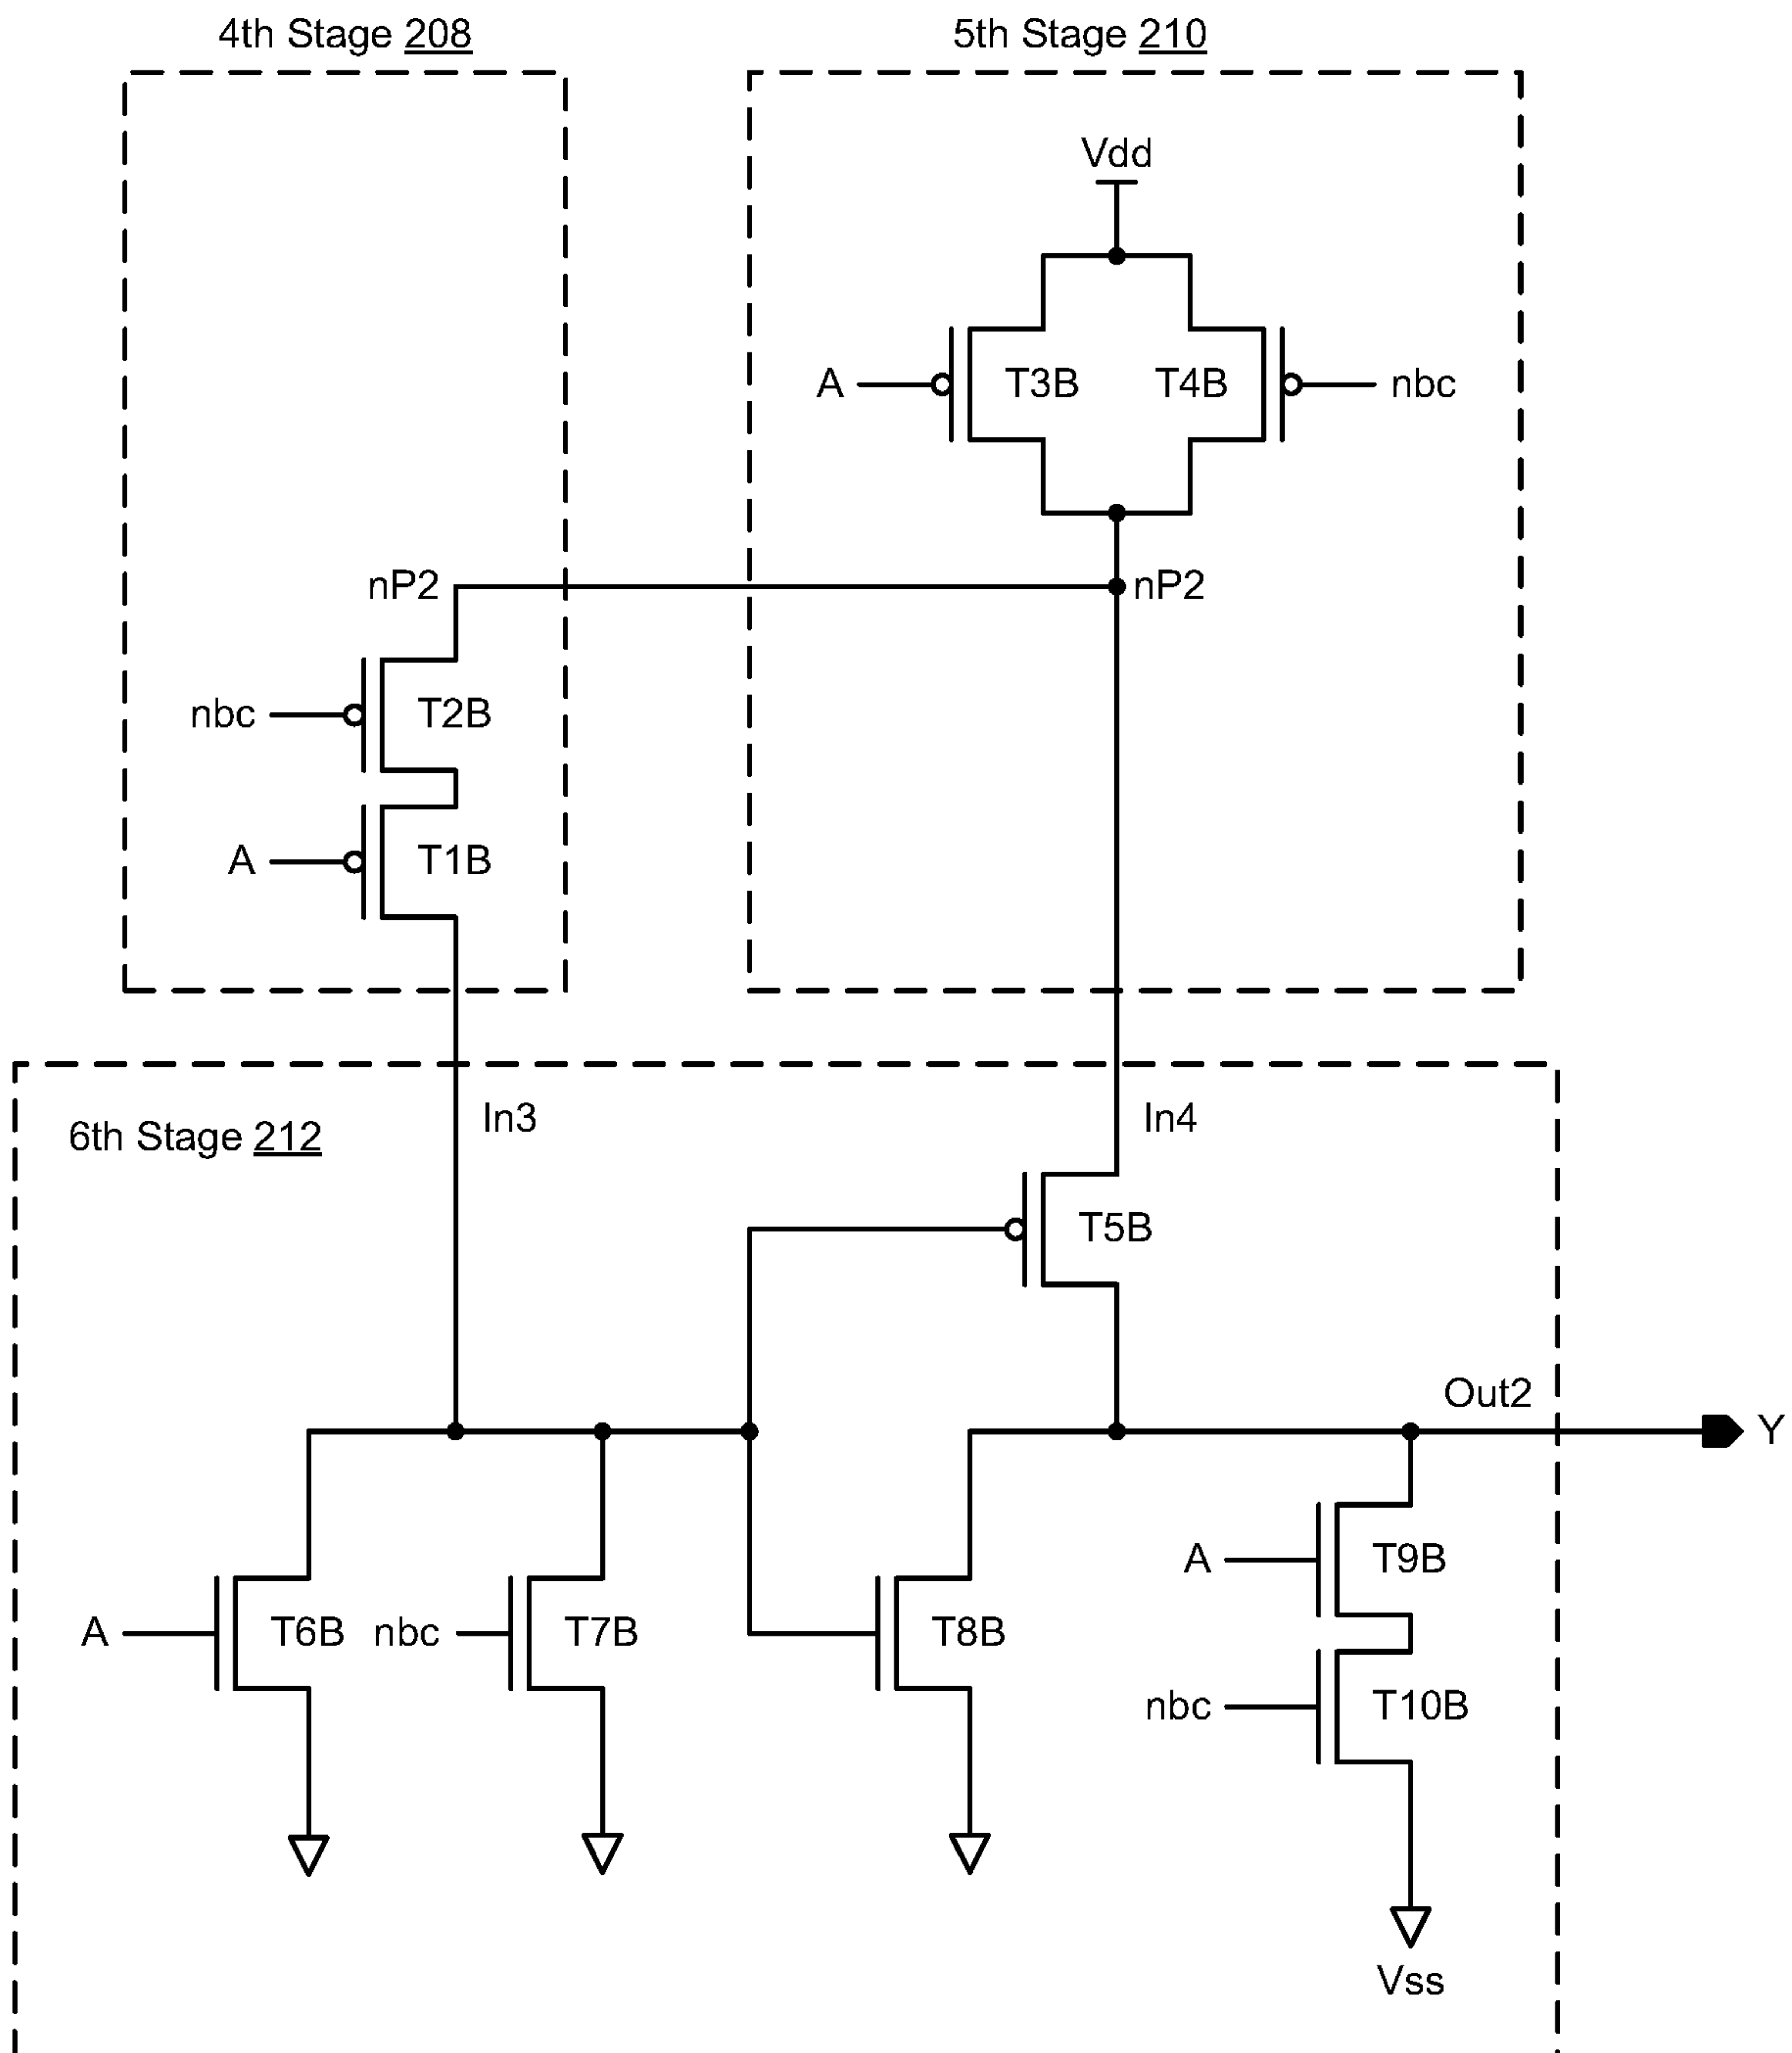 4th Stage 208
5th Stage 210
Vdd
A
T3B
T4B
nbc
nP2
nP2
nbc
T2B
A
T1B
In3
In4
6th Stage 212
T5B
Out2
Y
A
T9B
A
T6B
nbc
T7B
T8B
nbc
T10B
Vss